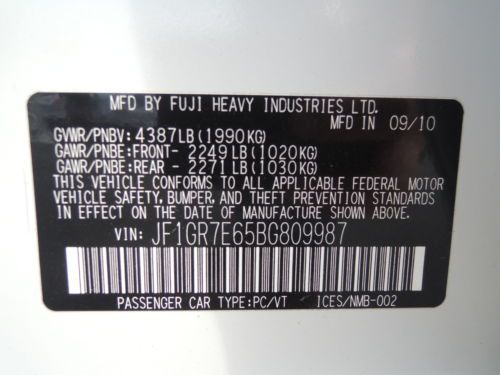 MFD BY FUJI HEAVY INDUSTRIES LTD.
MFD IN 09/10
GVWR/PNBV: 4387LB (1990KG)
GAWR/PNBE:FRONT- 2249LB (1020KG)
GAWR/PNBE:REAR - 2271LB (1030KG)
THIS VEHICLE CONFORMS TO ALL APPLICABLE FEDERAL MOTOR
VEHICLE SAFETY, BUMPER, AND THEFT PREVENTION STANDARDS
IN EFFECT ON THE DATE OF MANUFACTURE SHOWN ABOVE.
VIN: JF1GR7E65BG809987
PASSENGER CAR TYPE:PC/VT ICES/NMB-002